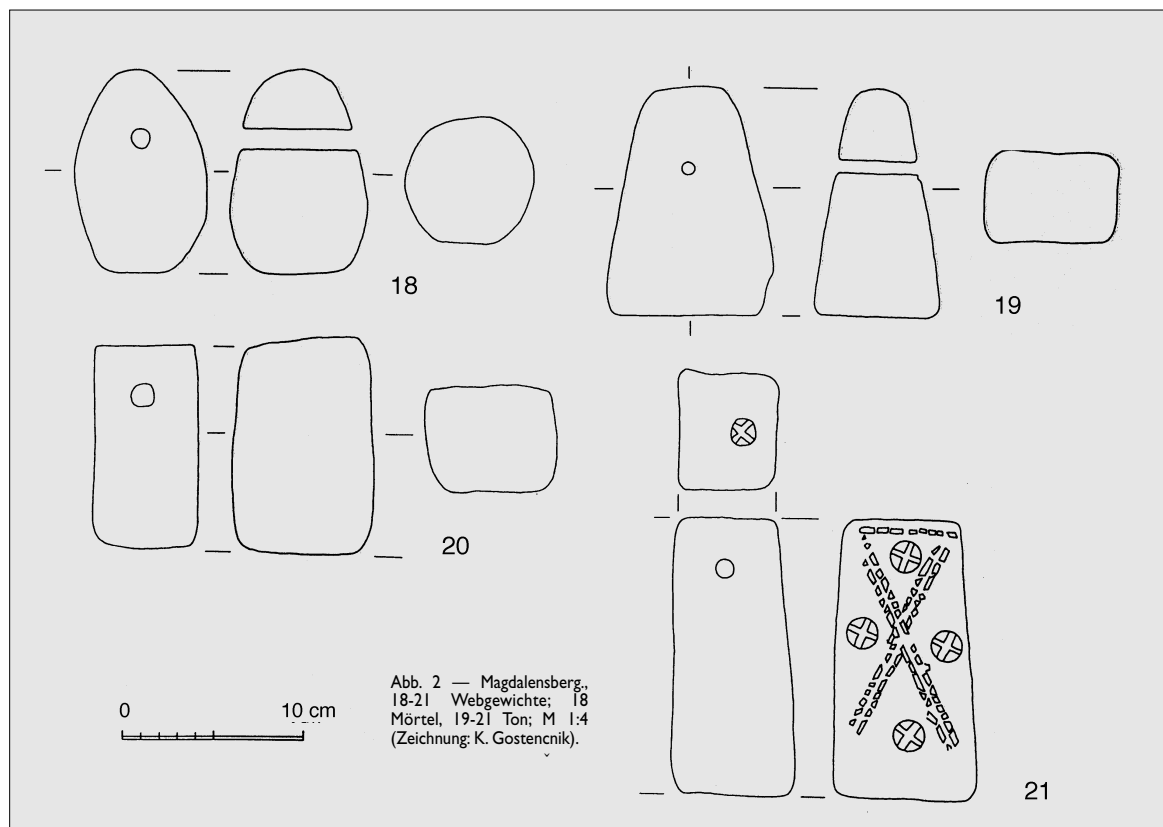 18
19
20
21
0 10 cm
Abb. 2 — Magdalensberg.,
18-21 Webgewichte; 18
Mörtel, 19-21 Ton; M 1:4
(Zeichnung: K. Gostencnik).